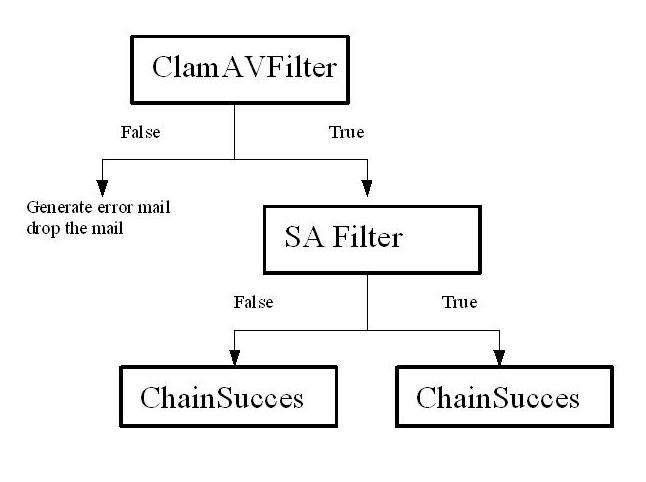 ClamAVFilter
False
True
Generate error mail
drop the mail
SA Filter
False
True
ChainSucces
ChainSucces